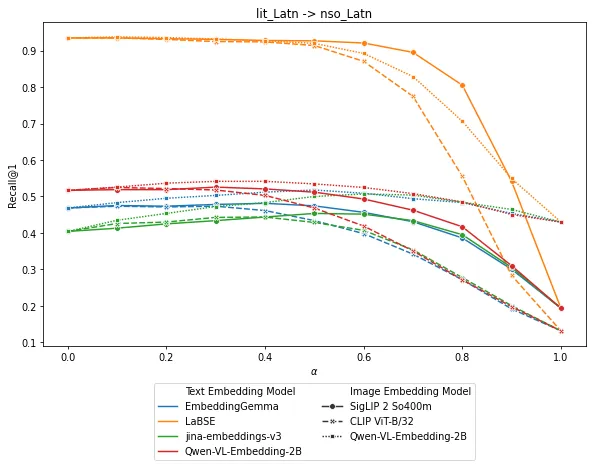 lit_Latn -> nso_Latn
Recall@1
0.9
0.8
0.7
0.6
0.5
0.4
0.3
0.2
0.1
0.0 0.2 0.4 0.6 0.8 1.0
α
Text Embedding Model
EmbeddingGemma
LaBSE
jina-embeddings-v3
Qwen-VL-Embedding-2B
Image Embedding Model
SigLIP 2 So400m
CLIP ViT-B/32
Qwen-VL-Embedding-2B